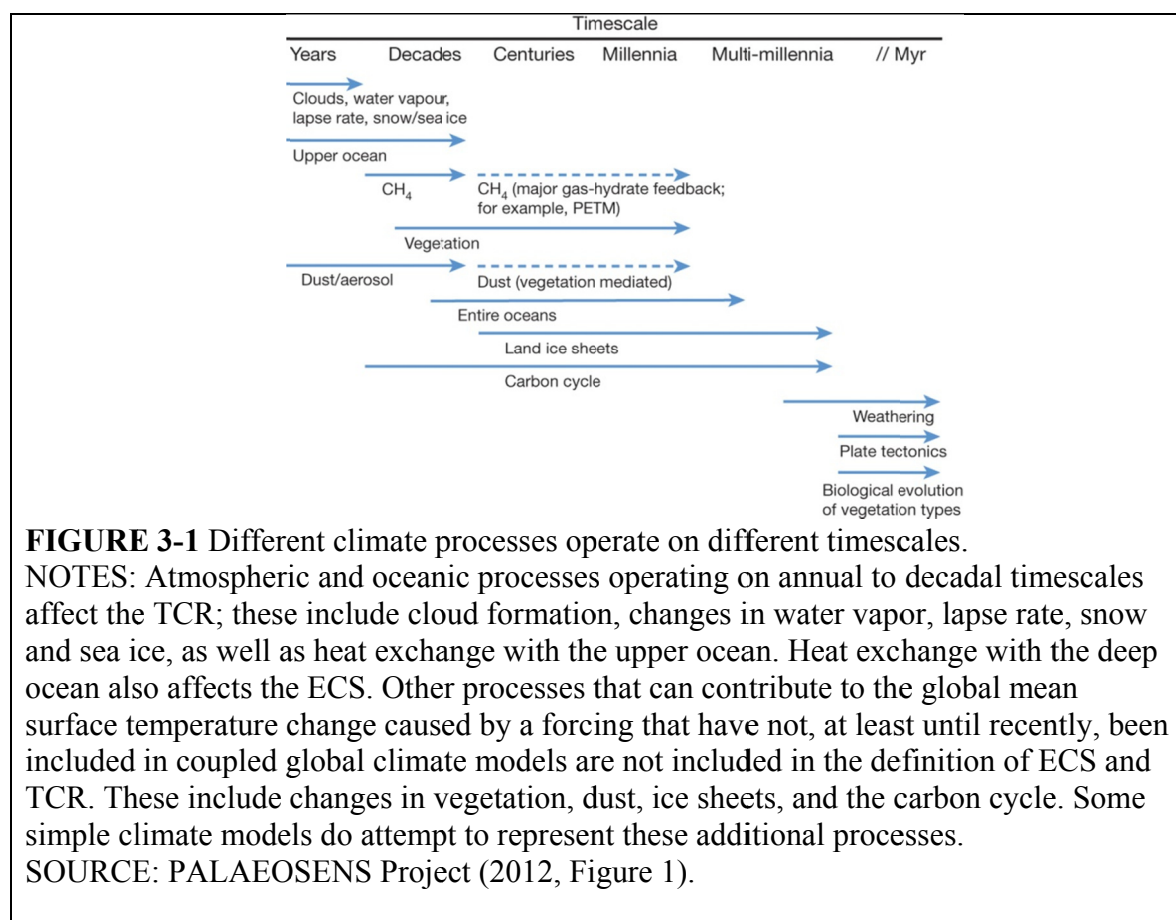 Timescale
Years Decades Centuries Millennia Multi-millennia // Myr
Clouds, water vapour,
lapse rate, snow/sea ice
Upper ocean
CH₄ CH₄ (major gas-hydrate feedback;
for example, PETM)
Vegetation
Dust/aerosol Dust (vegetation mediated)
Entire oceans
Land ice sheets
Carbon cycle
Weathering
Plate tectonics
Biological evolution
of vegetation types
FIGURE 3-1 Different climate processes operate on different timescales.
NOTES: Atmospheric and oceanic processes operating on annual to decadal timescales
affect the TCR; these include cloud formation, changes in water vapor, lapse rate, snow
and sea ice, as well as heat exchange with the upper ocean. Heat exchange with the deep
ocean also affects the ECS. Other processes that can contribute to the global mean
surface temperature change caused by a forcing that have not, at least until recently, been
included in coupled global climate models are not included in the definition of ECS and
TCR. These include changes in vegetation, dust, ice sheets, and the carbon cycle. Some
simple climate models do attempt to represent these additional processes.
SOURCE: PALAEOSENS Project (2012, Figure 1).